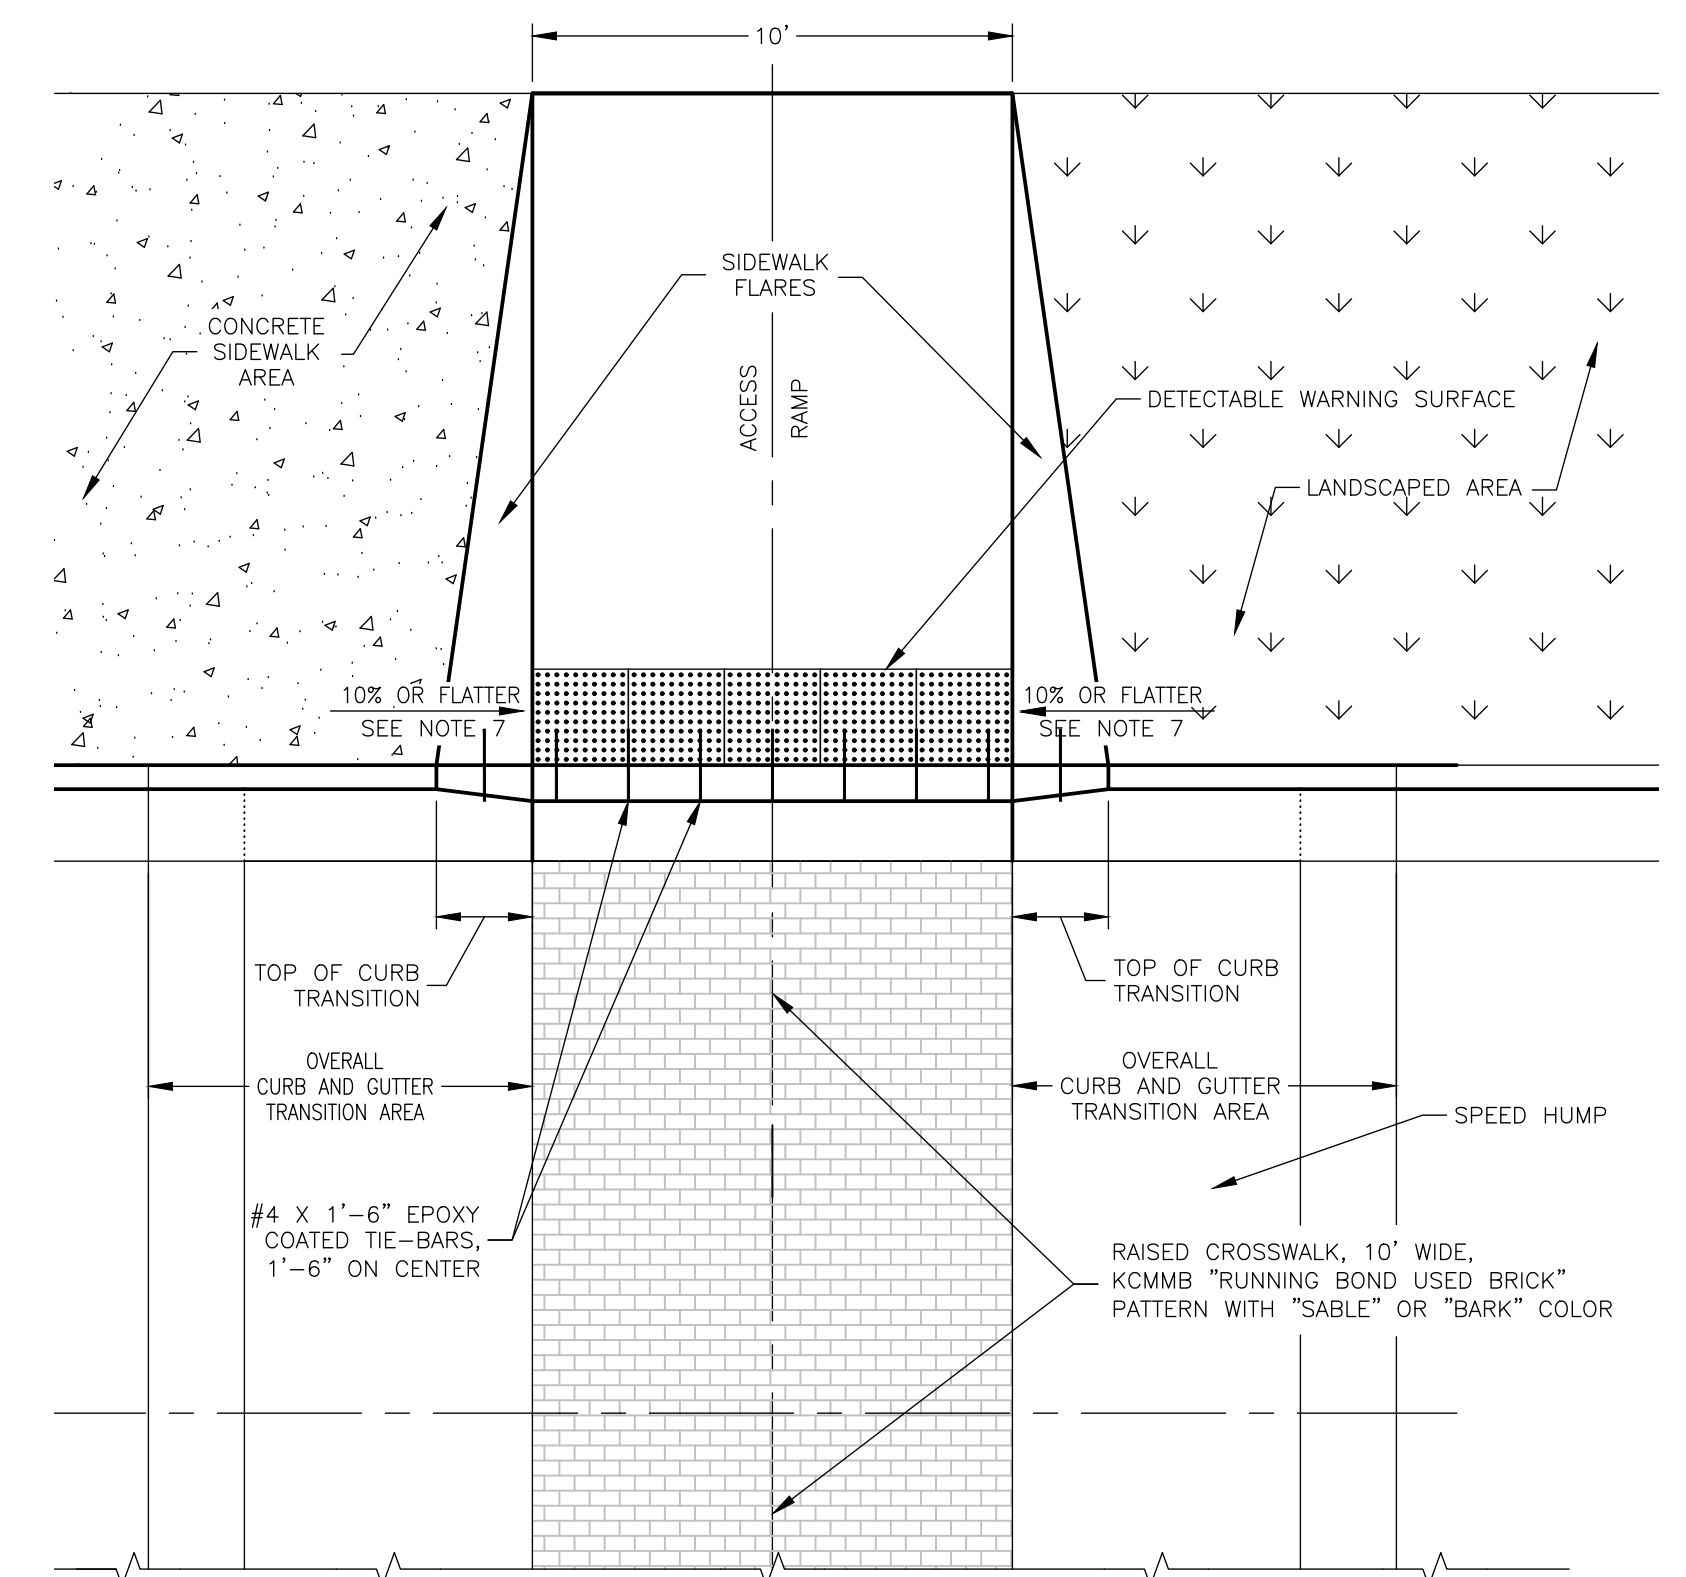 10'
SIDEWALK
FLARES
CONCRETE
SIDEWALK
AREA
ACCESS
RAMP
DETECTABLE WARNING SURFACE
LANDSCAPED AREA
10% OR FLATTER
SEE NOTE 7
10% OR FLATTER
SEE NOTE 7
TOP OF CURB
TRANSITION
TOP OF CURB
TRANSITION
OVERALL
CURB AND GUTTER
TRANSITION AREA
OVERALL
CURB AND GUTTER
TRANSITION AREA
SPEED HUMP
#4 X 1'-6" EPOXY
COATED TIE-BARS,
1'-6" ON CENTER
RAISED CROSSWALK, 10' WIDE,
KCMMB "RUNNING BOND USED BRICK"
PATTERN WITH "SABLE" OR "BARK" COLOR